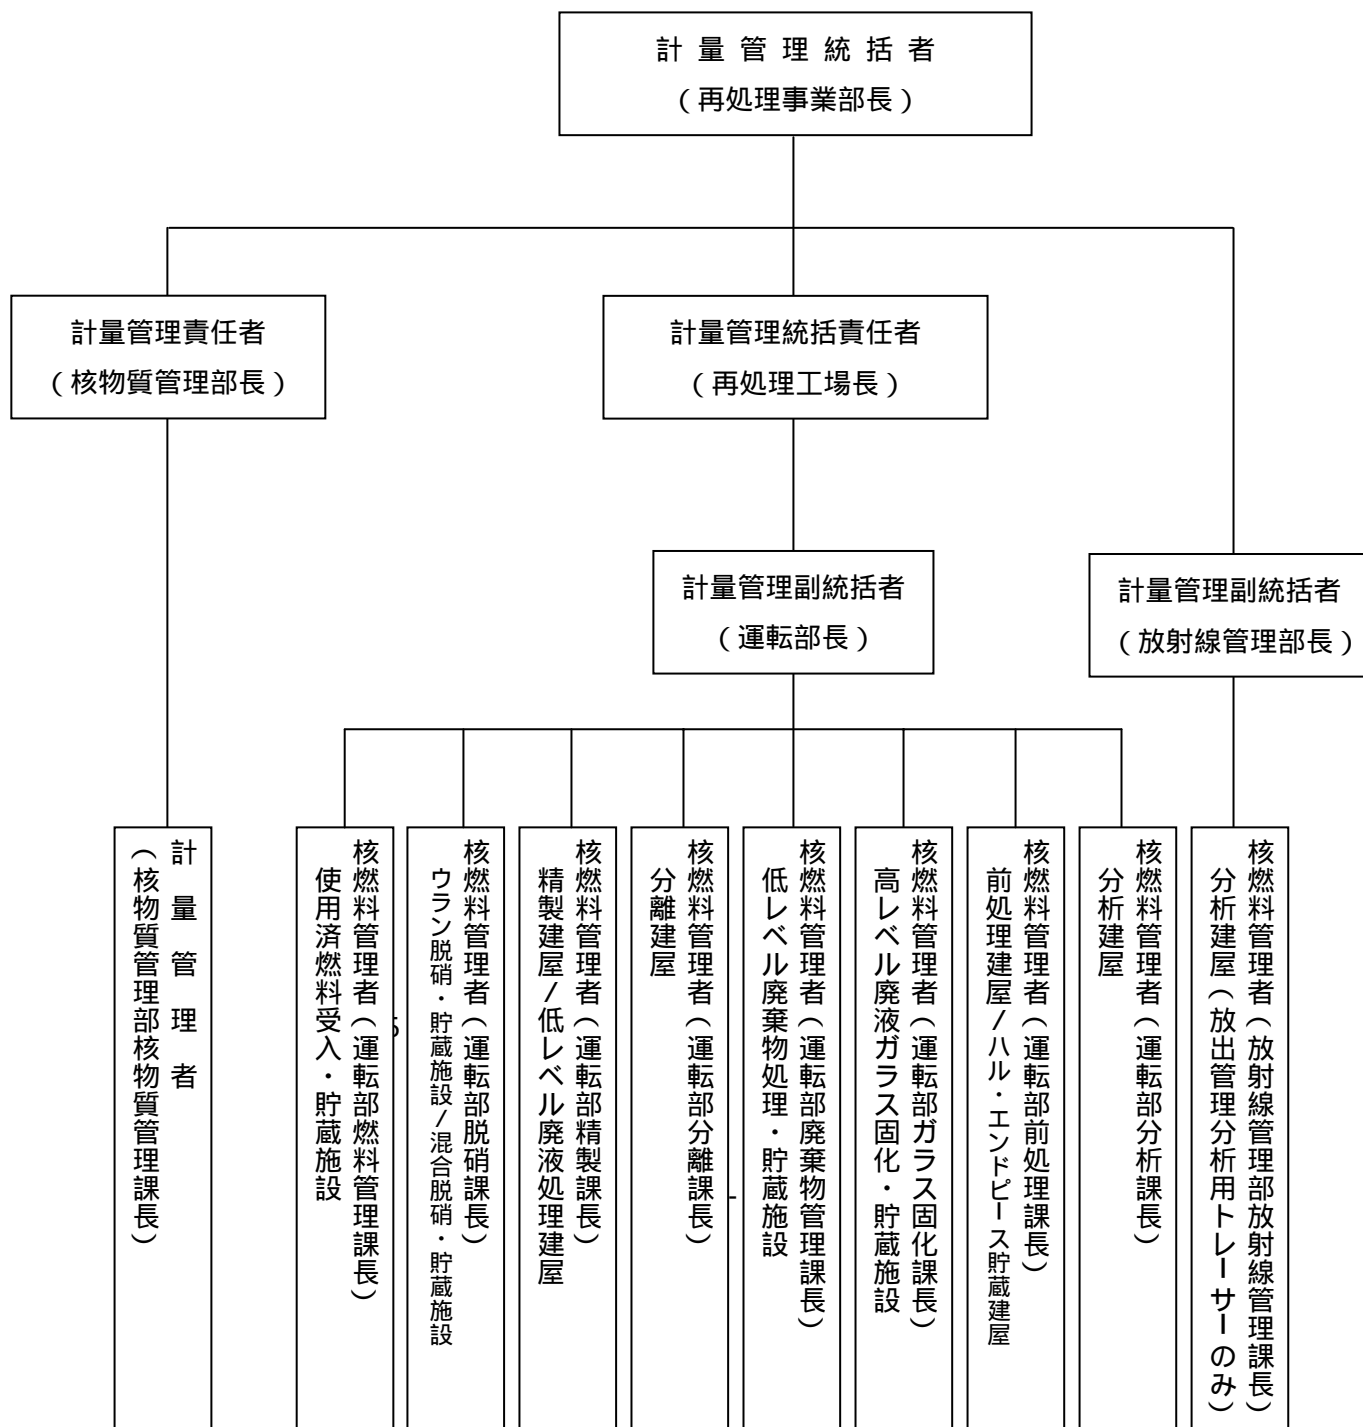 計量管理統括者
（再処理事業部長）
計量管理責任者
（核物質管理部長）
計量管理統括責任者
（再処理工場長）
計量管理副統括者
（運転部長）
計量管理副統括者
（放射線管理部長）
計量管理者
（核物質管理部核物質管理課長）
核燃料管理者（運転部燃料管理課長）
使用済燃料受入・貯蔵施設
核燃料管理者（運転部脱硝課長）
ウラン脱硝・貯蔵施設/混合脱硝・貯蔵施設
核燃料管理者（運転部精製課長）
精製建屋/低レベル廃液処理建屋
核燃料管理者（運転部分離課長）
分離建屋
核燃料管理者（運転部廃棄物管理課長）
低レベル廃棄物処理・貯蔵施設
核燃料管理者（運転部ガラス固化課長）
高レベル廃液ガラス固化・貯蔵施設
核燃料管理者（運転部前処理課長）
前処理建屋/ハル・エンドピース貯蔵建屋
核燃料管理者（運転部分析課長）
分析建屋
核燃料管理者（放射線管理部放射線管理課長）
分析建屋（放出管理分析用トレーサーのみ）